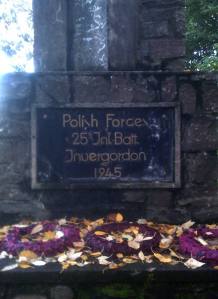 Polish Forces
25th Inf. Batt.
Invergordon
1945